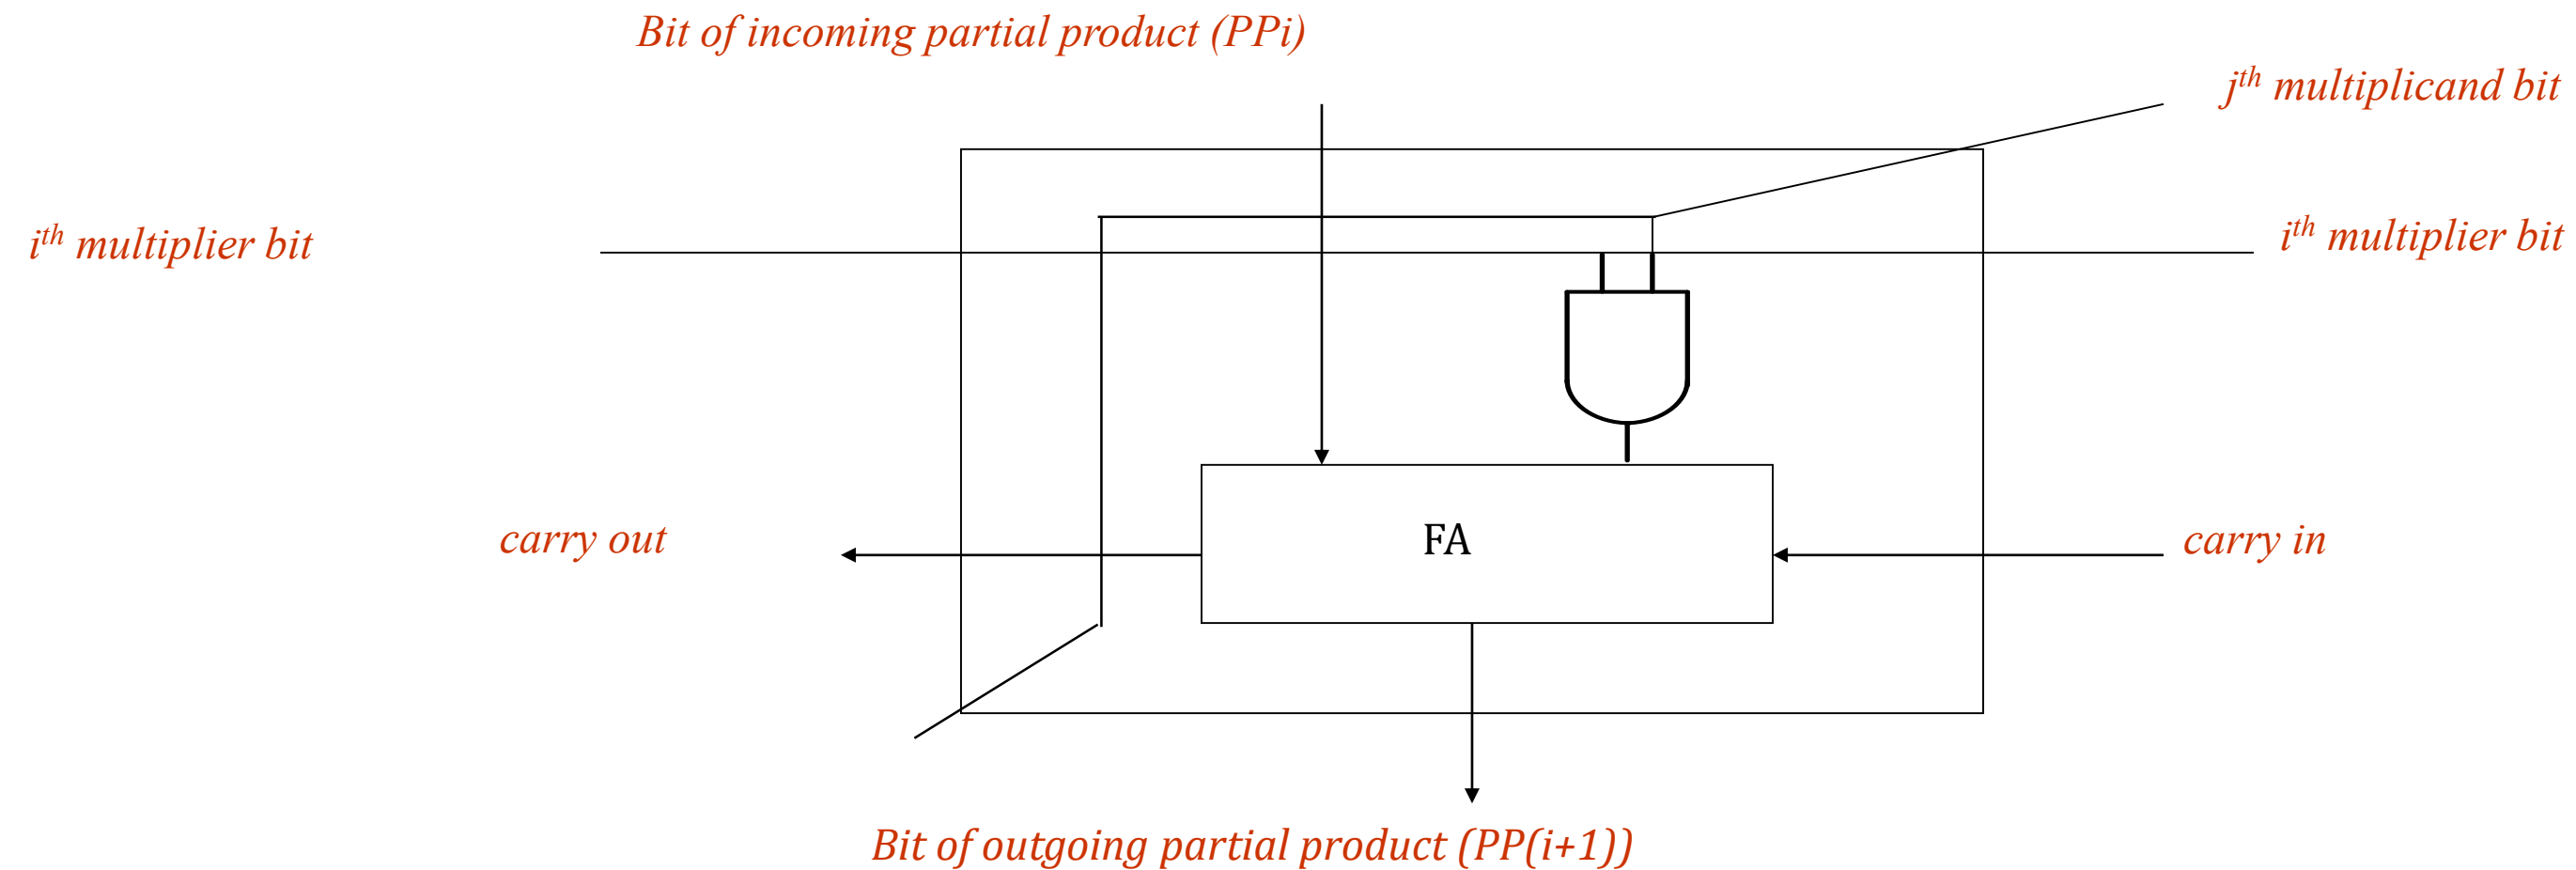 Bit of incoming partial product (PPi)
jth multiplicand bit
ith multiplier bit
ith multiplier bit
carry out
FA
carry in
Bit of outgoing partial product (PP(i+1))